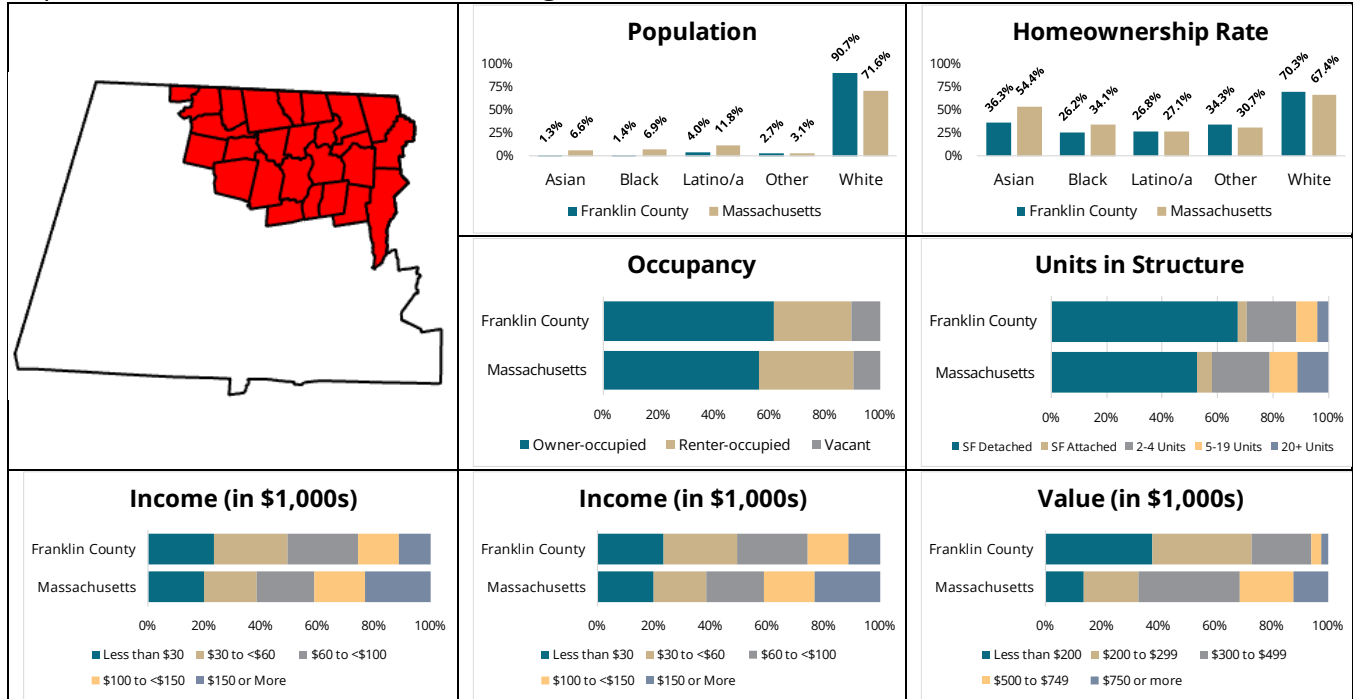 Population
100%
75%
50%
25%
0%
1.3%
6.6%
1.4%
6.9%
4.0%
11.8%
2.7%
3.1%
90.7%
71.6%
Asian Black Latino/a Other White
Franklin County Massachusetts
Homeownership Rate
100%
75%
50%
25%
0%
36.3%
54.4%
26.2%
34.1%
26.8%
27.1%
34.3%
30.7%
70.3%
67.4%
Asian Black Latino/a Other White
Franklin County Massachusetts
Occupancy
Franklin County
Massachusetts
0% 20% 40% 60% 80% 100%
Owner-occupied Renter-occupied Vacant
Units in Structure
Franklin County
Massachusetts
0% 20% 40% 60% 80% 100%
SF Detached SF Attached 2-4 Units 5-19 Units 20+ Units
Income (in $1,000s)
Franklin County
Massachusetts
0% 20% 40% 60% 80% 100%
Less than $30 $30 to <$60 $60 to <$100
$100 to <$150 $150 or More
Income (in $1,000s)
Franklin County
Massachusetts
0% 20% 40% 60% 80% 100%
Less than $30 $30 to <$60 $60 to <$100
$100 to <$150 $150 or More
Value (in $1,000s)
Franklin County
Massachusetts
0% 20% 40% 60% 80% 100%
Less than $200 $200 to $299 $300 to $499
$500 to $749 $750 or more